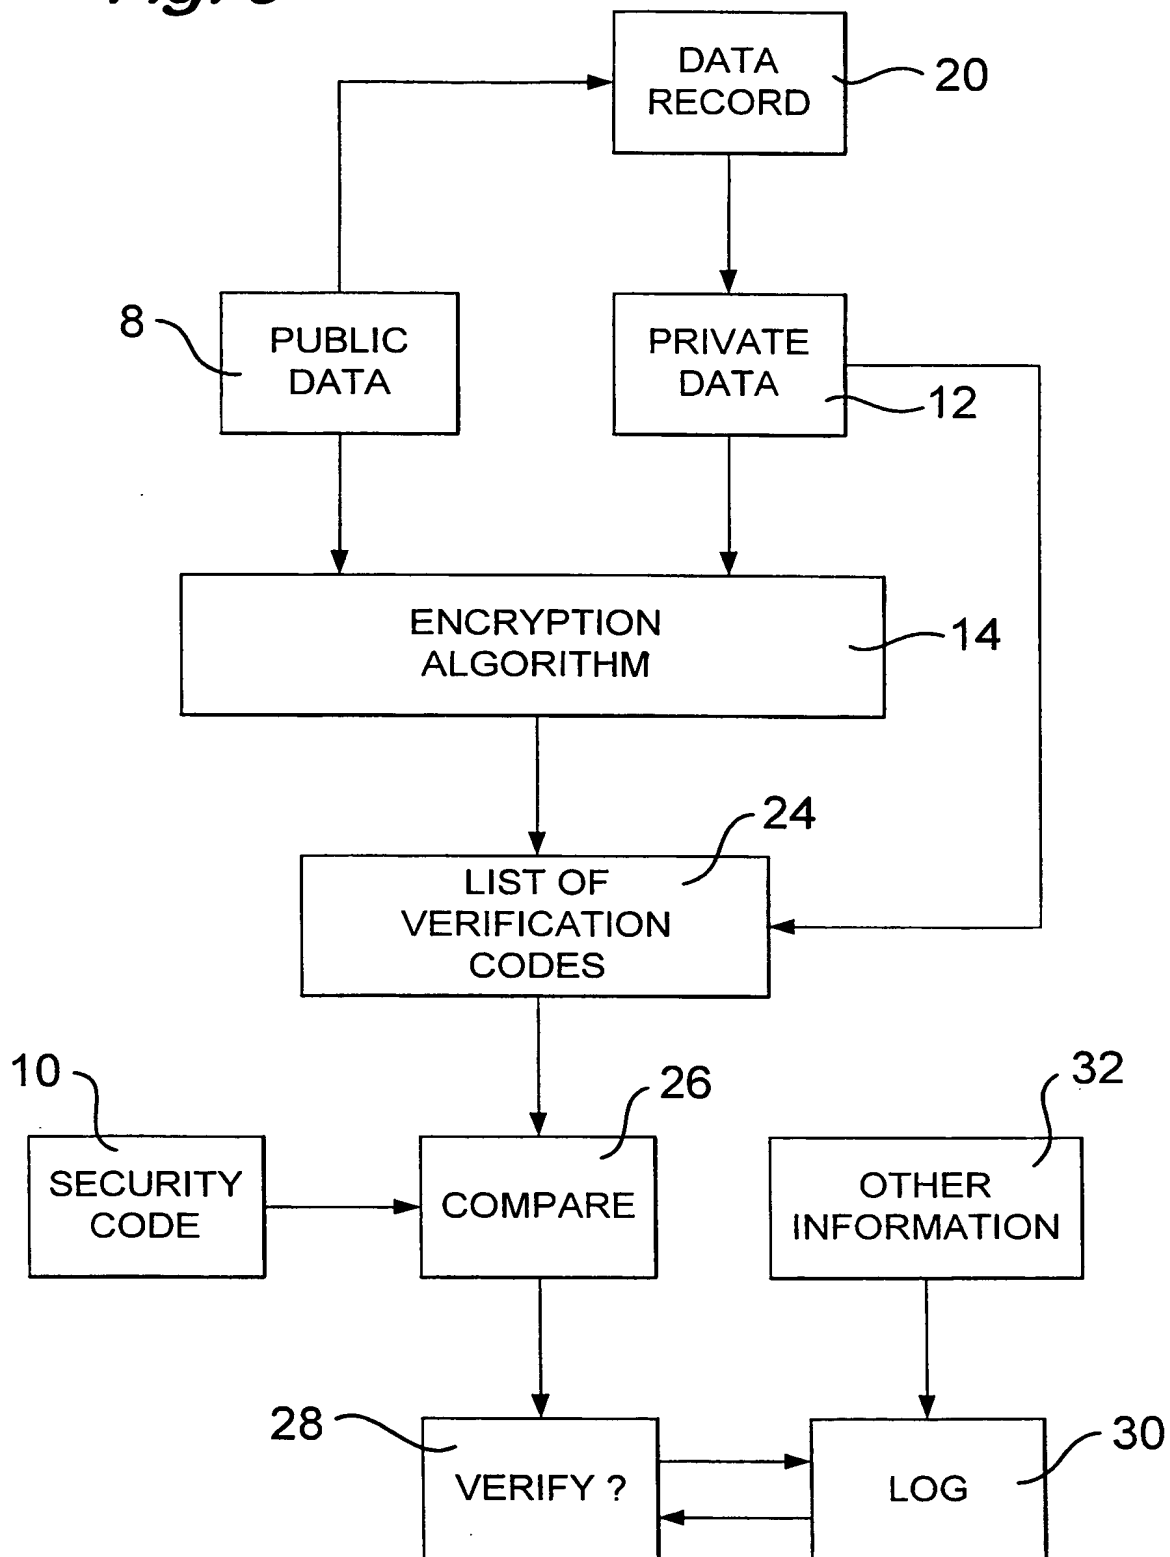 DATA
RECORD
20
8
PUBLIC
DATA
PRIVATE
DATA
12
ENCRYPTION
ALGORITHM
14
24
LIST OF
VERIFICATION
CODES
10
SECURITY
CODE
26
COMPARE
32
OTHER
INFORMATION
28
VERIFY ?
LOG
30